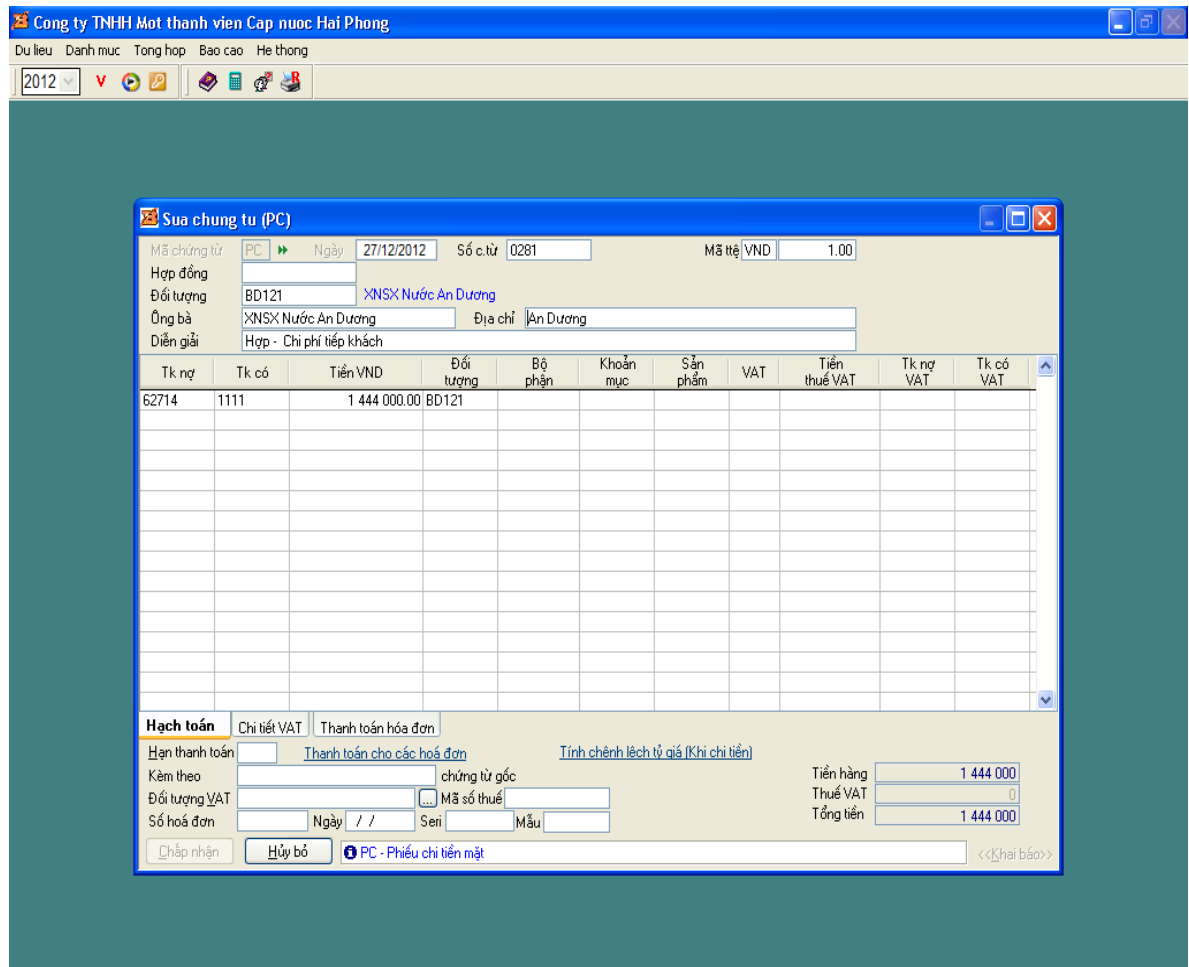 Cong ty TNHH Mot thanh vien Cap nuoc Hai Phong
Du lieu Danh muc Tong hop Bao cao He thong
2012 V
Sua chung tu (PC)
Mã chứng từ PC Ngày 27/12/2012 Số c.từ 0281 Mã ttệ VND 1.00
Hợp đồng
Đối tượng BD121 XNSX Nước An Dương
Ông bà XNSX Nước An Dương Địa chỉ An Dương
Diễn giải Hợp - Chi phí tiếp khách
Tk nợ Tk có Tiền VND Đối tượng Bộ phận Khoản mục Sản phẩm VAT Tiền thuế VAT Tk nợ VAT Tk có VAT
62714 1111 1 444 000.00 BD121
Hạch toán Chi tiết VAT Thanh toán hóa đơn
Hạn thanh toán Thanh toán cho các hoá đơn Tính chênh lệch tỷ giá (Khi chi tiền)
Kèm theo chứng từ gốc Tiền hàng 1 444 000
Đối tượng VAT ... Mã số thuế Thuế VAT 0
Số hoá đơn Ngày / / Seri Mẫu Tổng tiền 1 444 000
Chấp nhận Hủy bỏ PC - Phiếu chi tiền mặt <<Khai báo>>